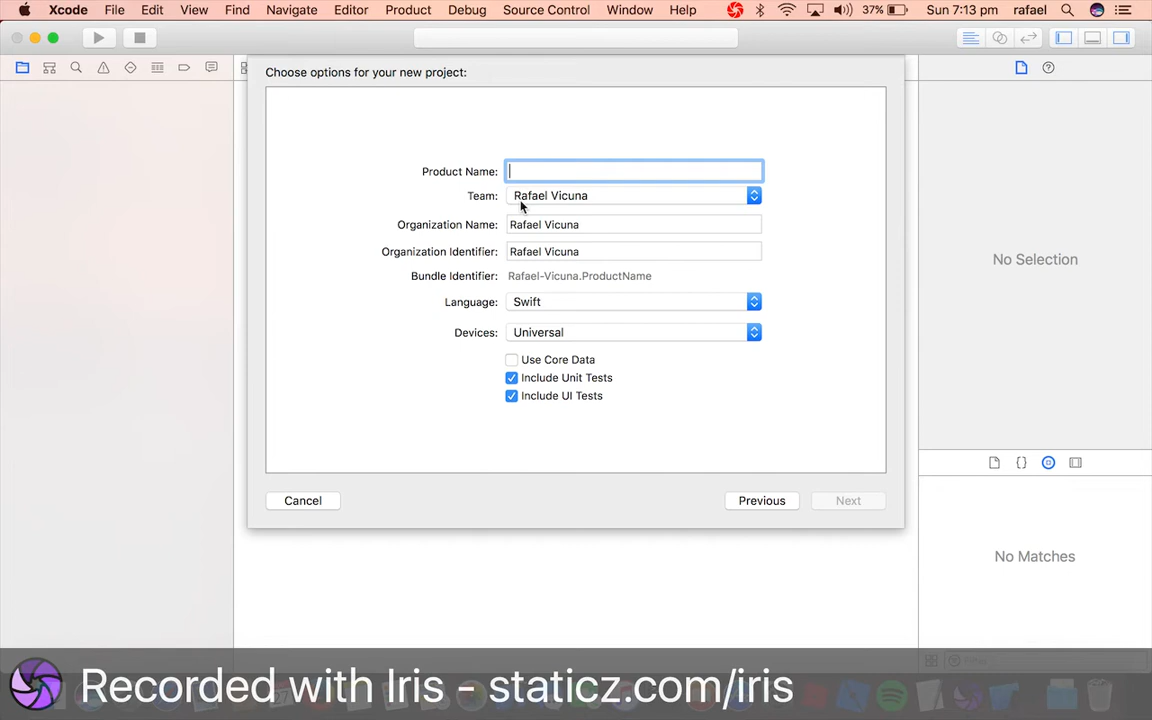 Xcode File Edit View Find Navigate Editor Product Debug Source Control Window Help 37% Sun 7:13 pm rafael
Choose options for your new project:
Product Name:
Team: Rafael Vicuna
Organization Name: Rafael Vicuna
Organization Identifier: Rafael Vicuna
Bundle Identifier: Rafael-Vicuna.ProductName
Language: Swift
Devices: Universal
Use Core Data
Include Unit Tests
Include UI Tests
Cancel Previous Next
No Selection
No Matches
Filter
Recorded with Iris - staticz.com/iris